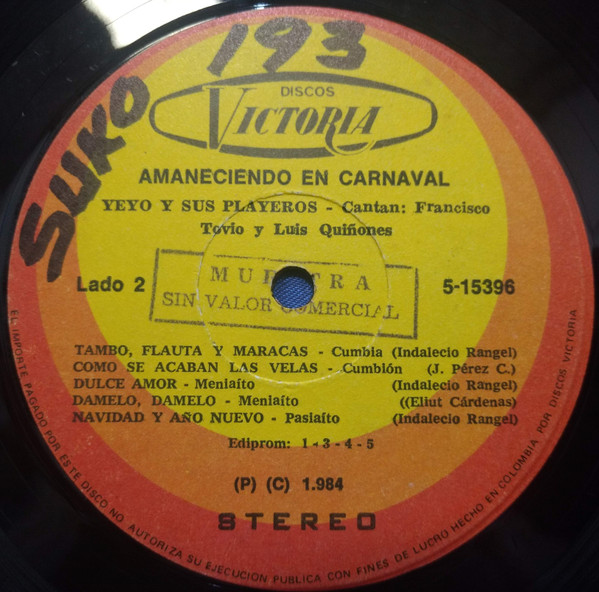 193
SUKO
DISCOS
VICTORIA
AMANECIENDO EN CARNAVAL
YEYO Y SUS PLAYEROS - Cantan: Francisco
Tovio y Luis Quiñones
Lado 2
5-15396
MUESTRA
SIN VALOR COMERCIAL
TAMBO, FLAUTA Y MARACAS - Cumbia (Indalecio Rangel)
COMO SE ACABAN LAS VELAS - Cumbión (J. Pérez C.)
DULCE AMOR - Meniaíto (Indalecio Rangel)
DAMELO, DAMELO - Meniaíto ((Eliut Cárdenas)
NAVIDAD Y AÑO NUEVO - Pasiaíto (Indalecio Rangel)
Ediprom: 1-3-4-5
(P) (C) 1.984
STEREO
EL IMPORTE PAGADO POR ESTE DISCO NO AUTORIZA SU EJECUCION PUBLICA CON FINES DE LUCRO HECHO EN COLOMBIA POR DISCOS VICTORIA